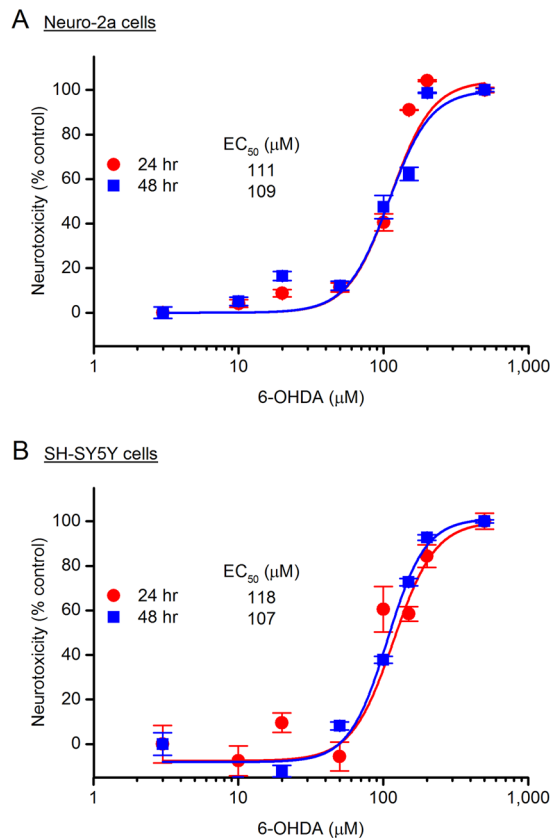 A Neuro-2a cells
Neurotoxicity (% control)
100
80
60
40
20
0
EC50 (μM)
24 hr 111
48 hr 109
1 10 100 1,000
6-OHDA (μM)
B SH-SY5Y cells
Neurotoxicity (% control)
100
80
60
40
20
0
EC50 (μM)
24 hr 118
48 hr 107
1 10 100 1,000
6-OHDA (μM)